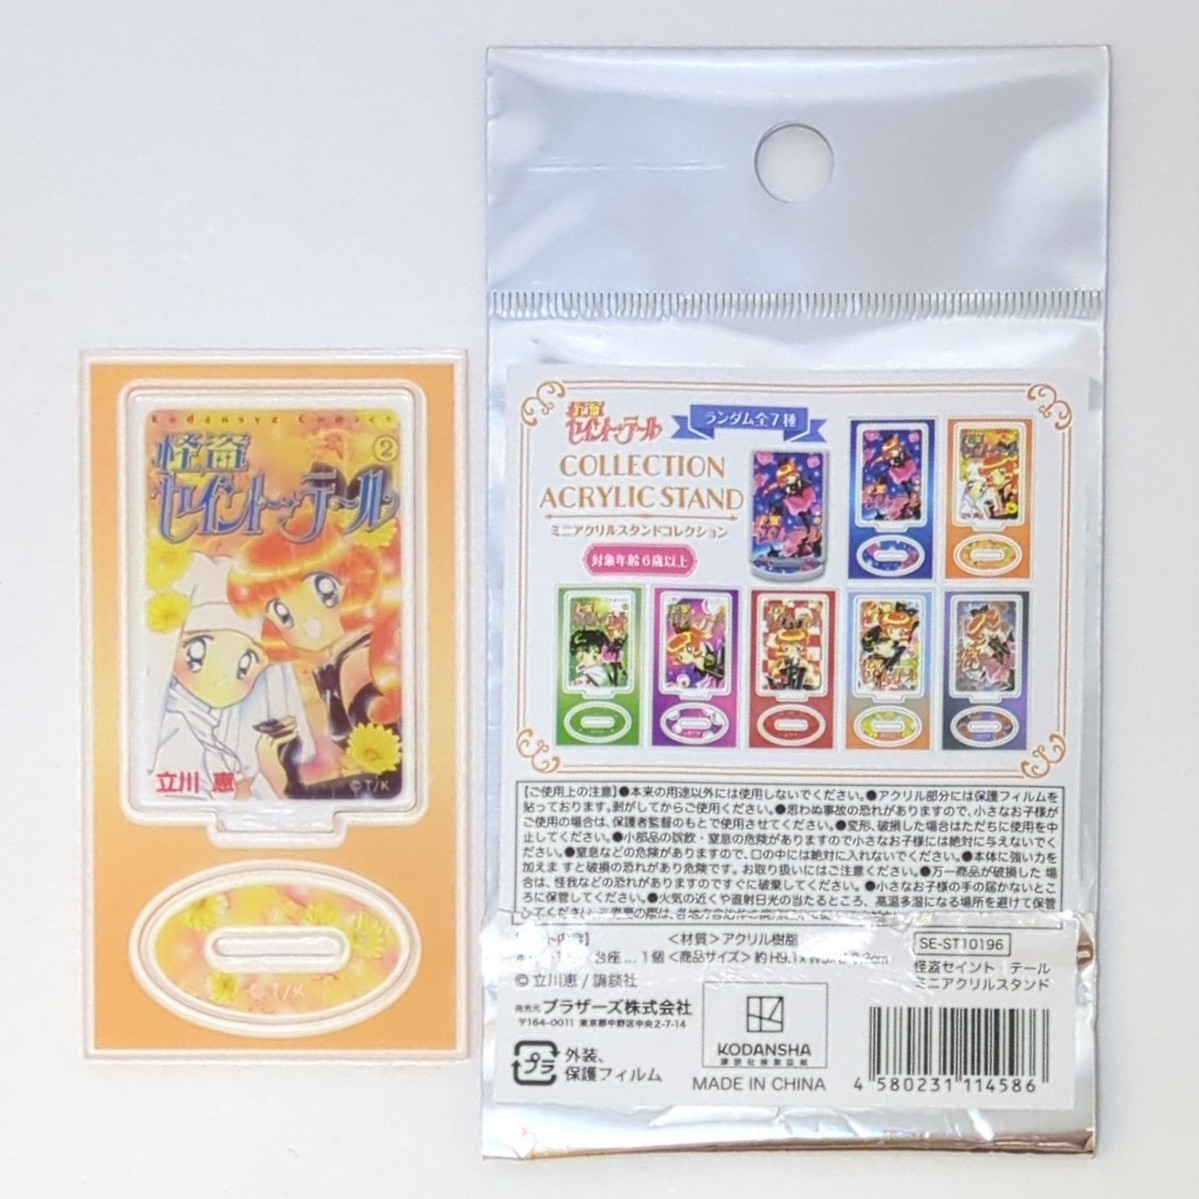 Kodansya Comics
怪盗
②
セイント・テール
立川 恵
©T/K
©T/K
怪盗
セイント・テール
ランダム全7種
COLLECTION
ACRYLIC STAND
ミニアクリルスタンドコレクション
対象年齢6歳以上
【ご使用上の注意】●本来の用途以外には使用しないでください。●アクリル部分には保護フィルムを
貼っております。剥がしてからご使用ください。●思わぬ事故の恐れがありますので、小さなお子様が
ご使用の場合は、保護者監督のもとで使用させてください。●変形、破損した場合はただちに使用を中
止してください。●小部品の誤飲・窒息の危険がありますので小さなお子様には絶対に与えないでく
ださい。●窒息などの危険がありますので、口の中には絶対に入れないでください。●本体に強い力を
加えま すと破損の恐れがあり危険です。お取り扱いにはご注意ください。●万一商品が破損した 場
合は、怪我などの恐れがありますのですぐに破棄してください。●小さなお子様の手の届かないとこ
ろに保管してください。●火気の近くや直射日光の当たるところ、高温多湿になる場所を避けて保管
してください。
<材質>アクリル樹脂
台座…1個 <商品サイズ> 約 H9.1×
© 立川恵 / 講談社
発売元 ブラザーズ株式会社
〒164-0011 東京都中野区中央2-7-14
プラ
外装、
保護フィルム
KODANSHA
講談社検数証紙
MADE IN CHINA
SE-ST10196
怪盗セイント・テール
ミニアクリルスタンド
4 580231 114586